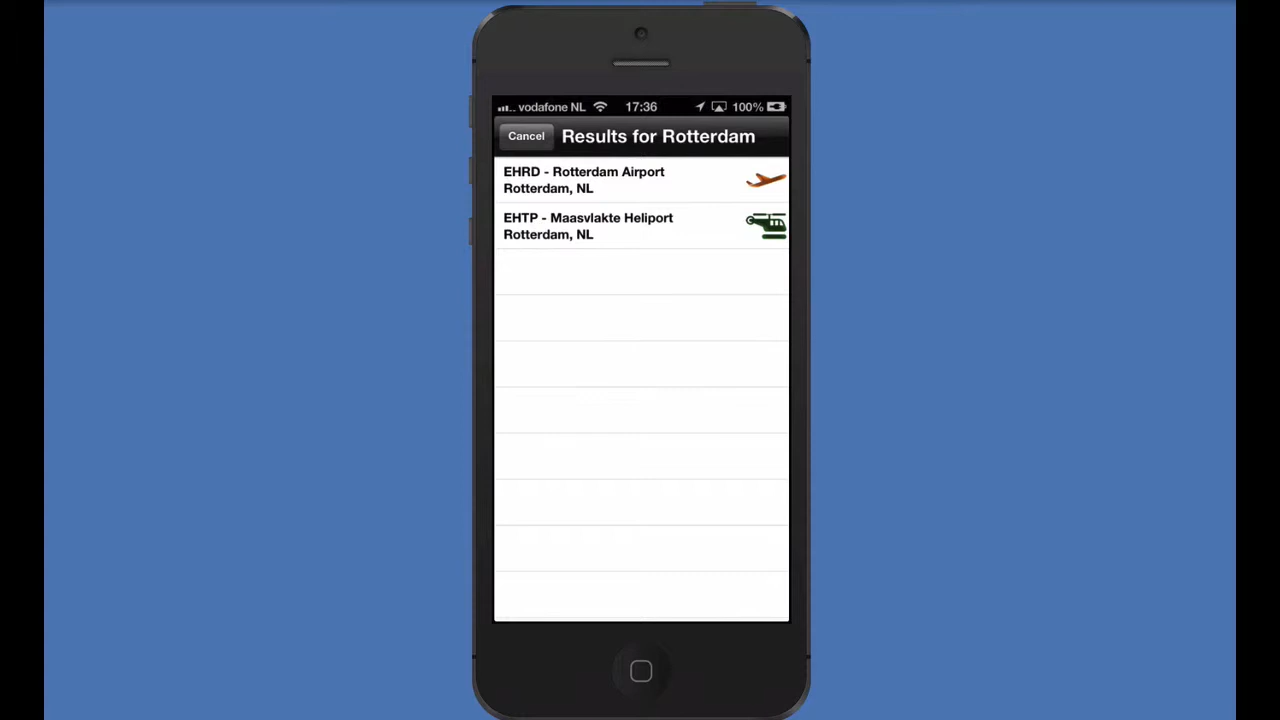 vodafone NL 17:36 100%
Cancel Results for Rotterdam
EHRD - Rotterdam Airport
Rotterdam, NL
EHTP - Maasvlakte Heliport
Rotterdam, NL